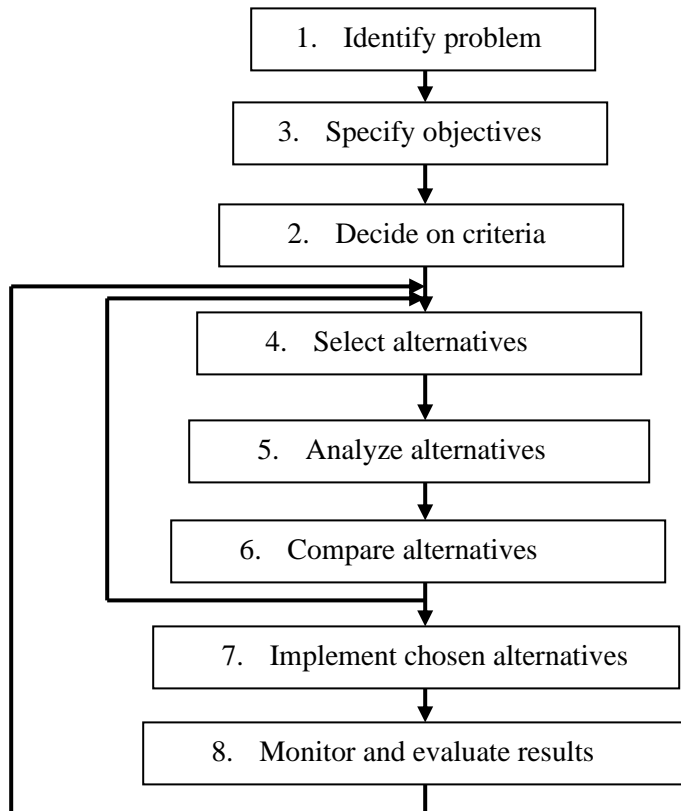 1. Identify problem
3. Specify objectives
2. Decide on criteria
4. Select alternatives
5. Analyze alternatives
6. Compare alternatives
7. Implement chosen alternatives
8. Monitor and evaluate results